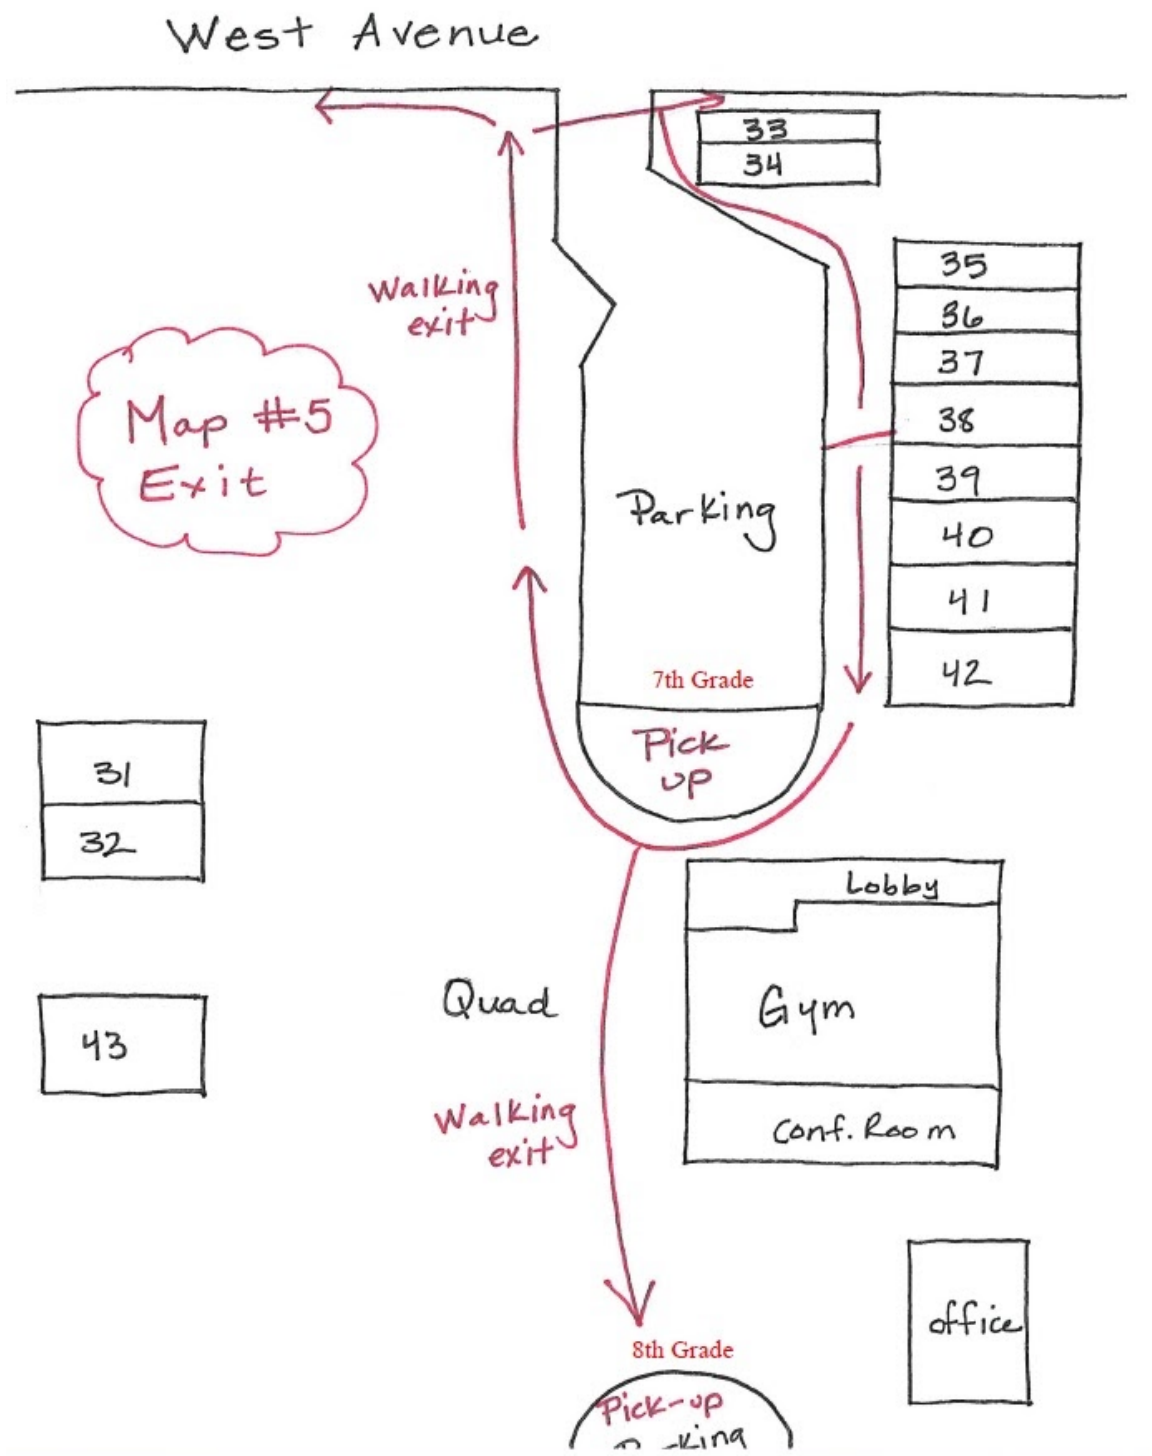 West Avenue
33
34
35
36
37
38
39
40
41
42
Walking
exit
Map #5
Exit
Parking
7th Grade
Pick
up
31
32
43
Lobby
Gym
Conf. Room
Quad
Walking
exit
office
8th Grade
Pick-up
Parking